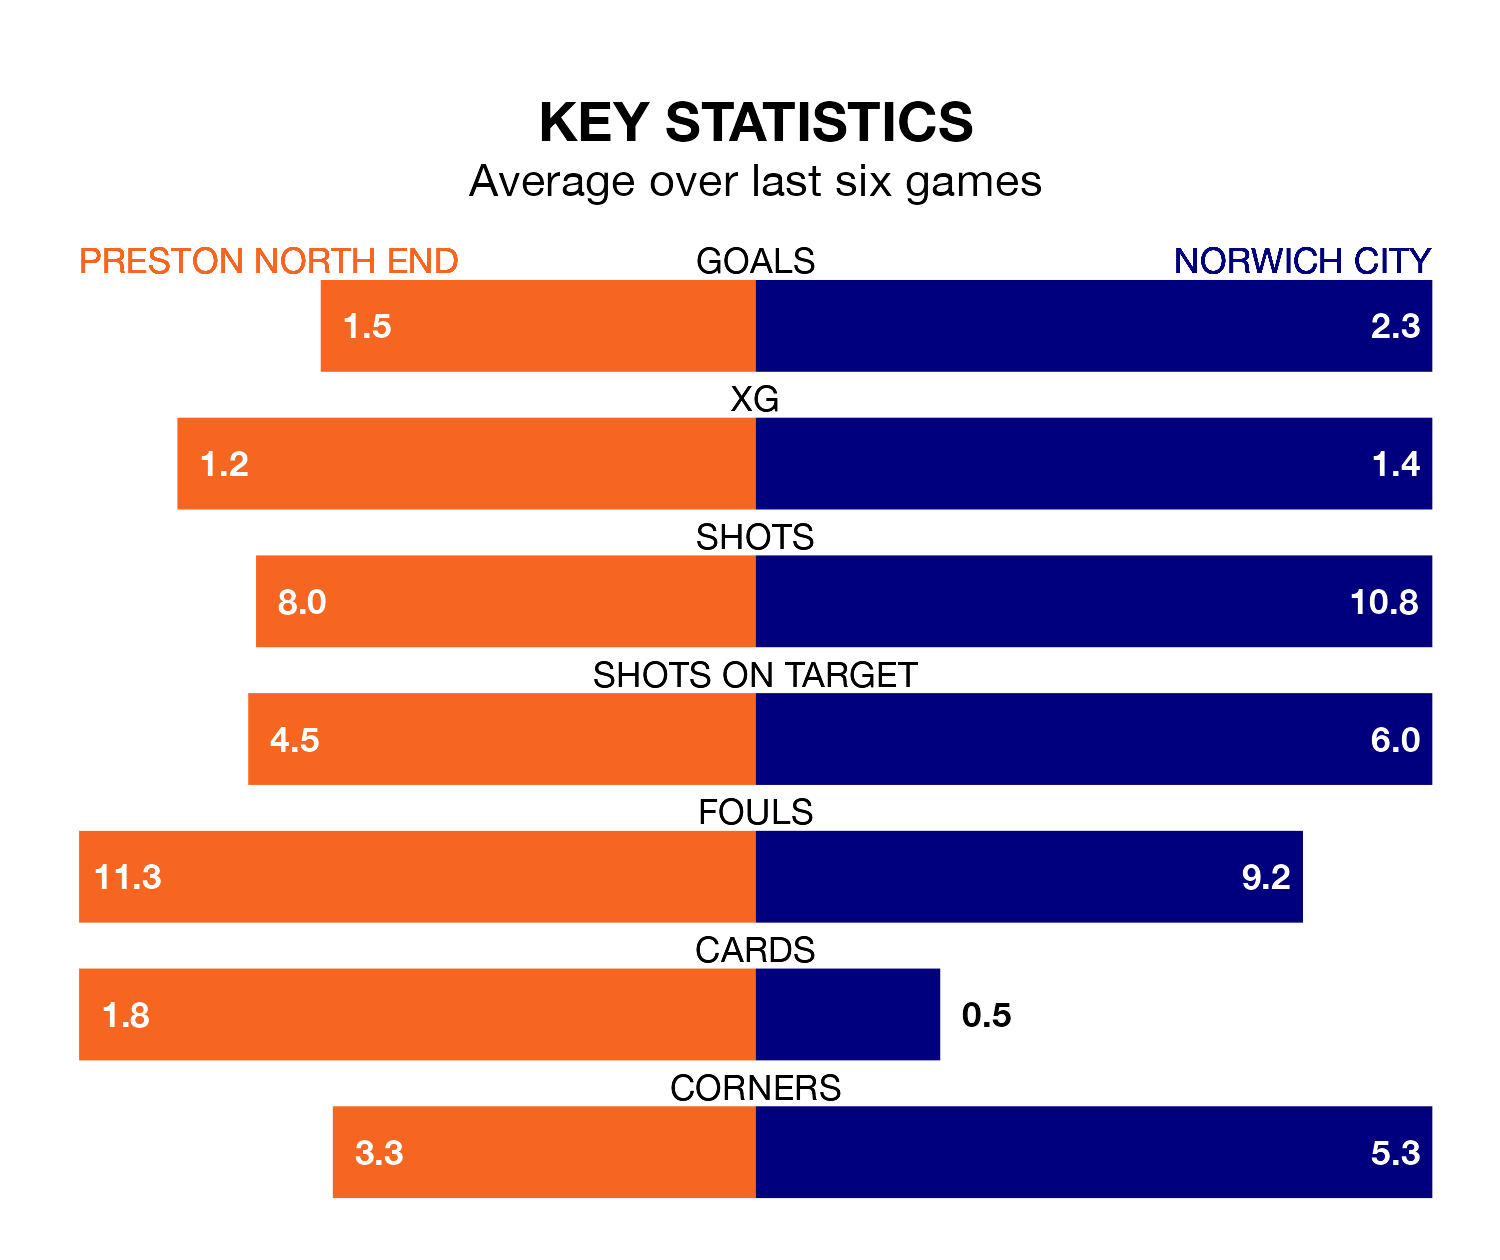 KEY STATISTICS
Average over last six games
PRESTON NORTH END GOALS NORWICH CITY
1.5 2.3
XG
1.2 1.4
SHOTS
8.0 10.8
SHOTS ON TARGET
4.5 6.0
FOULS
11.3 9.2
CARDS
1.8 0.5
CORNERS
3.3 5.3